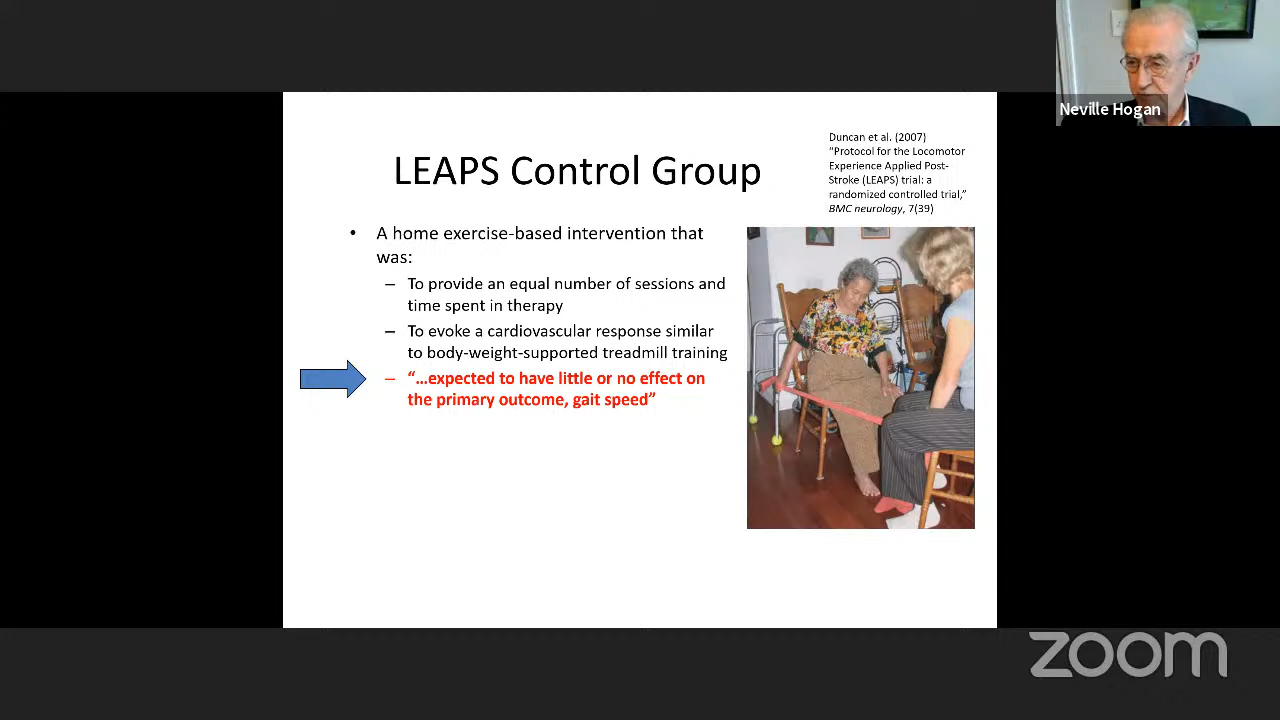 Neville Hogan
Duncan et al. (2007)
“Protocol for the Locomotor
Experience Applied Post-
Stroke (LEAPS) trial: a
randomized controlled trial,”
BMC neurology, 7(39)
LEAPS Control Group
• A home exercise-based intervention that
was:
– To provide an equal number of sessions and
time spent in therapy
– To evoke a cardiovascular response similar
to body-weight-supported treadmill training
– “…expected to have little or no effect on
the primary outcome, gait speed”
zoom